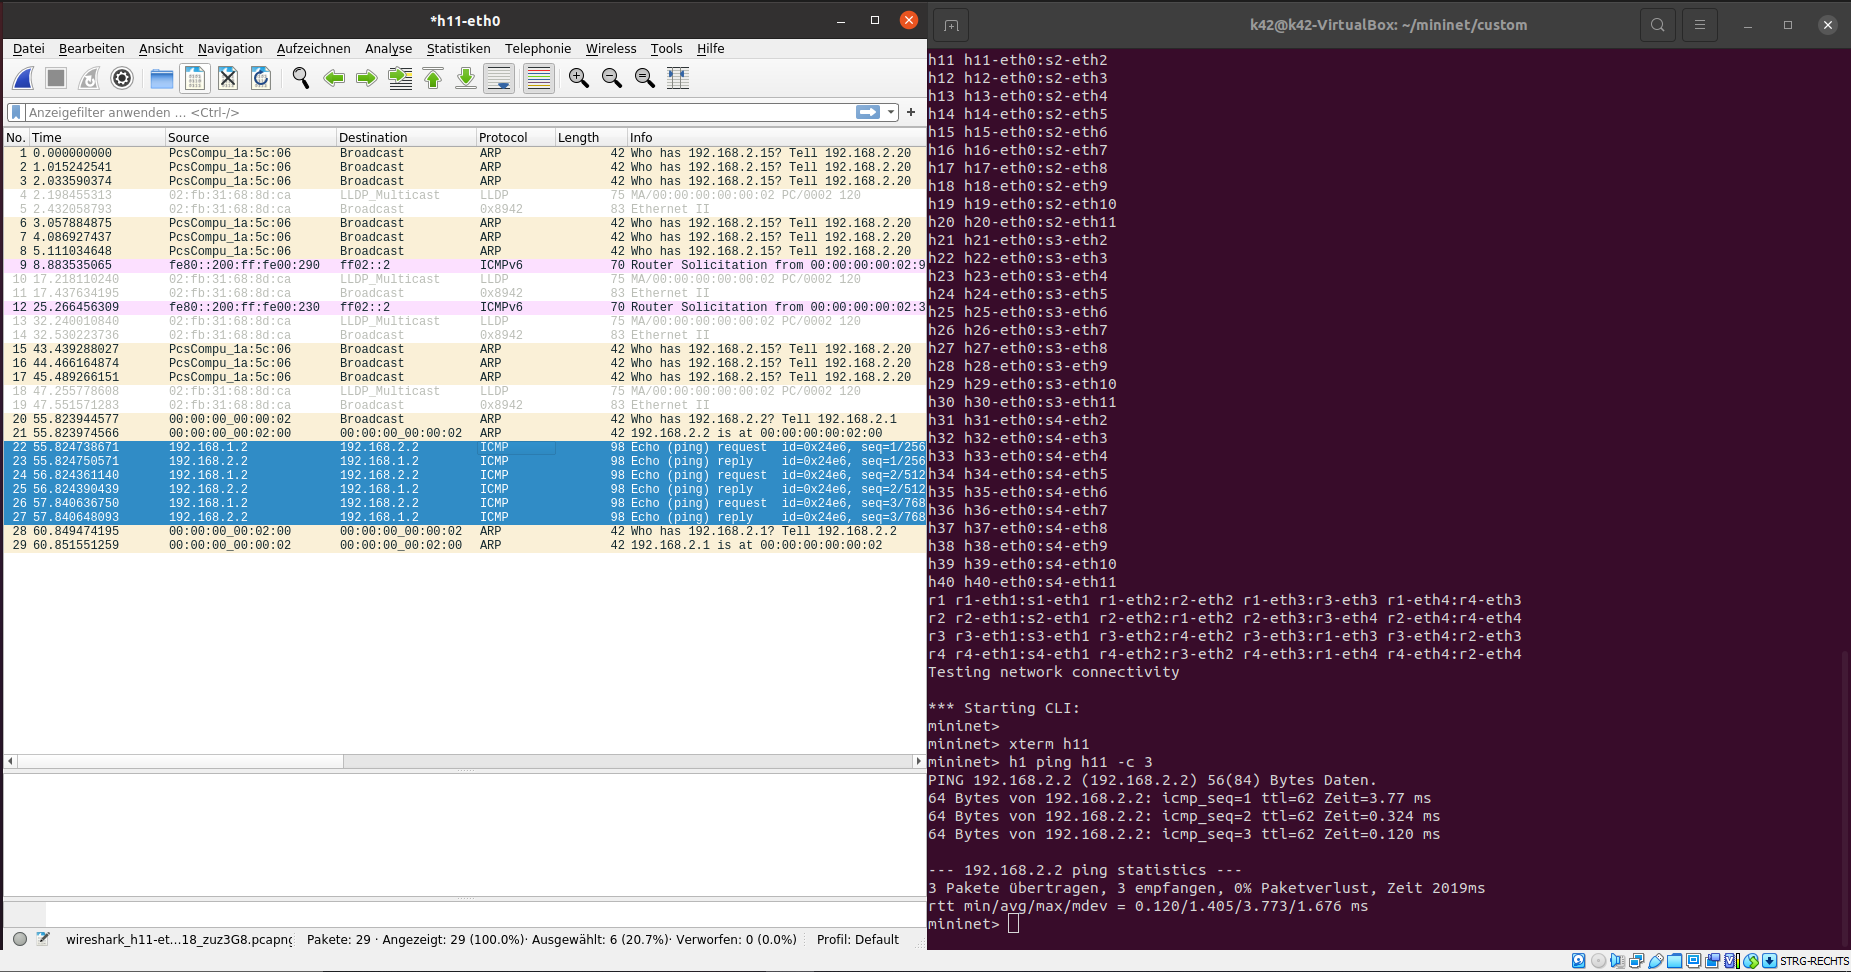 *h11-eth0
Datei Bearbeiten Ansicht Navigation Aufzeichnen Analyse Statistiken Telephonie Wireless Tools Hilfe
Anzeigefilter anwenden ... <Ctrl-/>
No. Time Source Destination Protocol Length Info
1 0.000000000 PcsCompu_1a:5c:06 Broadcast ARP 42 Who has 192.168.2.15? Tell 192.168.2.20
2 1.015242541 PcsCompu_1a:5c:06 Broadcast ARP 42 Who has 192.168.2.15? Tell 192.168.2.20
3 2.033590374 PcsCompu_1a:5c:06 Broadcast ARP 42 Who has 192.168.2.15? Tell 192.168.2.20
4 2.198455313 02:fb:31:68:8d:ca LLDP_Multicast LLDP 75 MA/00:00:00:00:00:02 PC/0002 120
5 2.432058793 02:fb:31:68:8d:ca Broadcast 0x8942 83 Ethernet II
6 3.057884875 PcsCompu_1a:5c:06 Broadcast ARP 42 Who has 192.168.2.15? Tell 192.168.2.20
7 4.086927437 PcsCompu_1a:5c:06 Broadcast ARP 42 Who has 192.168.2.15? Tell 192.168.2.20
8 5.111034648 PcsCompu_1a:5c:06 Broadcast ARP 42 Who has 192.168.2.15? Tell 192.168.2.20
9 8.883535065 fe80::200:ff:fe00:290 ff02::2 ICMPv6 70 Router Solicitation from 00:00:00:00:02:9
10 17.218110240 02:fb:31:68:8d:ca LLDP_Multicast LLDP 75 MA/00:00:00:00:00:02 PC/0002 120
11 17.437634195 02:fb:31:68:8d:ca Broadcast 0x8942 83 Ethernet II
12 25.266456309 fe80::200:ff:fe00:230 ff02::2 ICMPv6 70 Router Solicitation from 00:00:00:00:02:3
13 32.240010840 02:fb:31:68:8d:ca LLDP_Multicast LLDP 75 MA/00:00:00:00:00:02 PC/0002 120
14 32.530223736 02:fb:31:68:8d:ca Broadcast 0x8942 83 Ethernet II
15 43.439288027 PcsCompu_1a:5c:06 Broadcast ARP 42 Who has 192.168.2.15? Tell 192.168.2.20
16 44.466164874 PcsCompu_1a:5c:06 Broadcast ARP 42 Who has 192.168.2.15? Tell 192.168.2.20
17 45.489266151 PcsCompu_1a:5c:06 Broadcast ARP 42 Who has 192.168.2.15? Tell 192.168.2.20
18 47.255778608 02:fb:31:68:8d:ca LLDP_Multicast LLDP 75 MA/00:00:00:00:00:02 PC/0002 120
19 47.551571283 02:fb:31:68:8d:ca Broadcast 0x8942 83 Ethernet II
20 55.823944577 00:00:00_00:00:02 Broadcast ARP 42 Who has 192.168.2.2? Tell 192.168.2.1
21 55.823974566 00:00:00_00:02:00 00:00:00_00:00:02 ARP 42 192.168.2.2 is at 00:00:00:00:02:00
22 55.824738671 192.168.1.2 192.168.2.2 ICMP 98 Echo (ping) request id=0x24e6, seq=1/256
23 55.824750571 192.168.2.2 192.168.1.2 ICMP 98 Echo (ping) reply id=0x24e6, seq=1/256
24 56.824361140 192.168.1.2 192.168.2.2 ICMP 98 Echo (ping) request id=0x24e6, seq=2/512
25 56.824390439 192.168.2.2 192.168.1.2 ICMP 98 Echo (ping) reply id=0x24e6, seq=2/512
26 57.840636750 192.168.1.2 192.168.2.2 ICMP 98 Echo (ping) request id=0x24e6, seq=3/768
27 57.840648093 192.168.2.2 192.168.1.2 ICMP 98 Echo (ping) reply id=0x24e6, seq=3/768
28 60.849474195 00:00:00_00:02:00 00:00:00_00:00:02 ARP 42 Who has 192.168.2.1? Tell 192.168.2.2
29 60.851551259 00:00:00_00:00:02 00:00:00_00:02:00 ARP 42 192.168.2.1 is at 00:00:00:00:00:02
wireshark_h11-et...18_zuz3G8.pcapng
Pakete: 29 · Angezeigt: 29 (100.0%)· Ausgewählt: 6 (20.7%)· Verworfen: 0 (0.0%)
Profil: Default
k42@k42-VirtualBox: ~/mininet/custom
h11 h11-eth0:s2-eth2
h12 h12-eth0:s2-eth3
h13 h13-eth0:s2-eth4
h14 h14-eth0:s2-eth5
h15 h15-eth0:s2-eth6
h16 h16-eth0:s2-eth7
h17 h17-eth0:s2-eth8
h18 h18-eth0:s2-eth9
h19 h19-eth0:s2-eth10
h20 h20-eth0:s2-eth11
h21 h21-eth0:s3-eth2
h22 h22-eth0:s3-eth3
h23 h23-eth0:s3-eth4
h24 h24-eth0:s3-eth5
h25 h25-eth0:s3-eth6
h26 h26-eth0:s3-eth7
h27 h27-eth0:s3-eth8
h28 h28-eth0:s3-eth9
h29 h29-eth0:s3-eth10
h30 h30-eth0:s3-eth11
h31 h31-eth0:s4-eth2
h32 h32-eth0:s4-eth3
h33 h33-eth0:s4-eth4
h34 h34-eth0:s4-eth5
h35 h35-eth0:s4-eth6
h36 h36-eth0:s4-eth7
h37 h37-eth0:s4-eth8
h38 h38-eth0:s4-eth9
h39 h39-eth0:s4-eth10
h40 h40-eth0:s4-eth11
r1 r1-eth1:s1-eth1 r1-eth2:r2-eth2 r1-eth3:r3-eth3 r1-eth4:r4-eth3
r2 r2-eth1:s2-eth1 r2-eth2:r1-eth2 r2-eth3:r3-eth4 r2-eth4:r4-eth4
r3 r3-eth1:s3-eth1 r3-eth2:r4-eth2 r3-eth3:r1-eth3 r3-eth4:r2-eth3
r4 r4-eth1:s4-eth1 r4-eth2:r3-eth2 r4-eth3:r1-eth4 r4-eth4:r2-eth4
Testing network connectivity
*** Starting CLI:
mininet>
mininet> xterm h11
mininet> h1 ping h11 -c 3
PING 192.168.2.2 (192.168.2.2) 56(84) Bytes Daten.
64 Bytes von 192.168.2.2: icmp_seq=1 ttl=62 Zeit=3.77 ms
64 Bytes von 192.168.2.2: icmp_seq=2 ttl=62 Zeit=0.324 ms
64 Bytes von 192.168.2.2: icmp_seq=3 ttl=62 Zeit=0.120 ms
--- 192.168.2.2 ping statistics ---
3 Pakete übertragen, 3 empfangen, 0% Paketverlust, Zeit 2019ms
rtt min/avg/max/mdev = 0.120/1.405/3.773/1.676 ms
mininet>
STRG-RECHTS